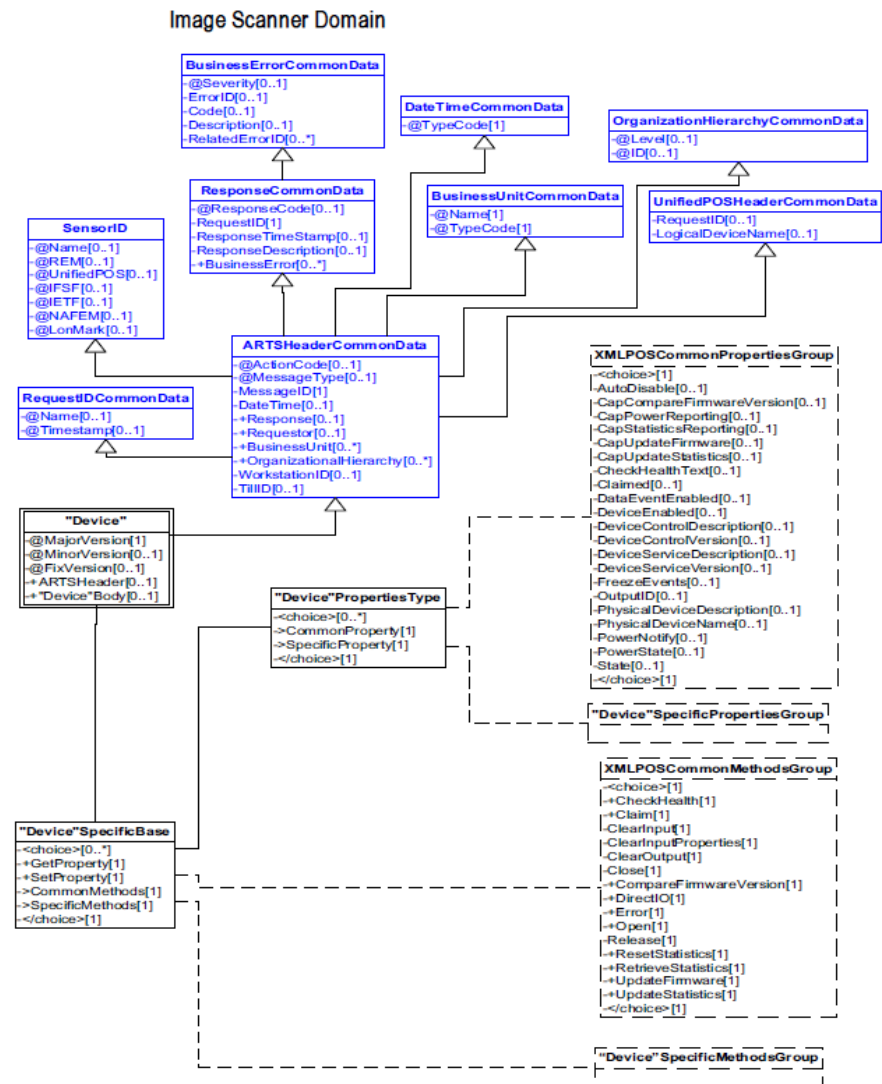 Image Scanner Domain
BusinessErrorCommonData
-@Severity[0..1]
-ErrorID[0..1]
-Code[0..1]
-Description[0..1]
-RelatedErrorID[0..*]
DateTimeCommonData
-@TypeCode[1]
OrganizationHierarchyCommonData
-@Level[0..1]
-@ID[0..1]
ResponseCommonData
-@ResponseCode[0..1]
-RequestID[1]
-ResponseTimeStamp[0..1]
-ResponseDescription[0..1]
-+BusinessError[0..*]
BusinessUnitCommonData
-@Name[1]
-@TypeCode[1]
UnifiedPOSHeaderCommonData
-RequestID[0..1]
-LogicalDeviceName[0..1]
SensorID
-@Name[0..1]
-@REM[0..1]
-@UnifiedPOS[0..1]
-@IFSF[0..1]
-@IETF[0..1]
-@NAFEM[0..1]
-@LonMark[0..1]
ARTSHeaderCommonData
-@ActionCode[0..1]
-@MessageType[0..1]
-MessageID[1]
-DateTime[0..1]
-+Response[0..1]
-+Requestor[0..1]
-+BusinessUnit[0..*]
-+OrganizationalHierarchy[0..*]
-WorkstationID[0..1]
-TillID[0..1]
RequestIDCommonData
-@Name[0..1]
-@Timestamp[0..1]
XMLPOSCommonPropertiesGroup
-<choice>[1]
-AutoDisable[0..1]
-CapCompareFirmwareVersion[0..1]
-CapPowerReporting[0..1]
-CapStatisticsReporting[0..1]
-CapUpdateFirmware[0..1]
-CapUpdateStatistics[0..1]
-CheckHealthText[0..1]
-Claimed[0..1]
-DataEventEnabled[0..1]
-DeviceEnabled[0..1]
-DeviceControlDescription[0..1]
-DeviceControlVersion[0..1]
-DeviceServiceDescription[0..1]
-DeviceServiceVersion[0..1]
-FreezeEvents[0..1]
-OutputID[0..1]
-PhysicalDeviceDescription[0..1]
-PhysicalDeviceName[0..1]
-PowerNotify[0..1]
-PowerState[0..1]
-State[0..1]
-</choice>[1]
"Device"
-@MajorVersion[1]
-@MinorVersion[0..1]
-@FixVersion[0..1]
-+ARTSHeader[0..1]
-+"Device"Body[0..1]
"Device"PropertiesType
-<choice>[0..*]
->CommonProperty[1]
->SpecificProperty[1]
-</choice>[1]
"Device"SpecificPropertiesGroup
XMLPOSCommonMethodsGroup
-<choice>[1]
-+CheckHealth[1]
-+Claim[1]
-ClearInput[1]
-ClearInputProperties[1]
-ClearOutput[1]
-Close[1]
-+CompareFirmwareVersion[1]
-+DirectIO[1]
-+Error[1]
-+Open[1]
-Release[1]
-+ResetStatistics[1]
-+RetrieveStatistics[1]
-+UpdateFirmware[1]
-+UpdateStatistics[1]
-</choice>[1]
"Device"SpecificBase
-<choice>[0..*]
-+GetProperty[1]
-+SetProperty[1]
->CommonMethods[1]
->SpecificMethods[1]
-</choice>[1]
"Device"SpecificMethodsGroup